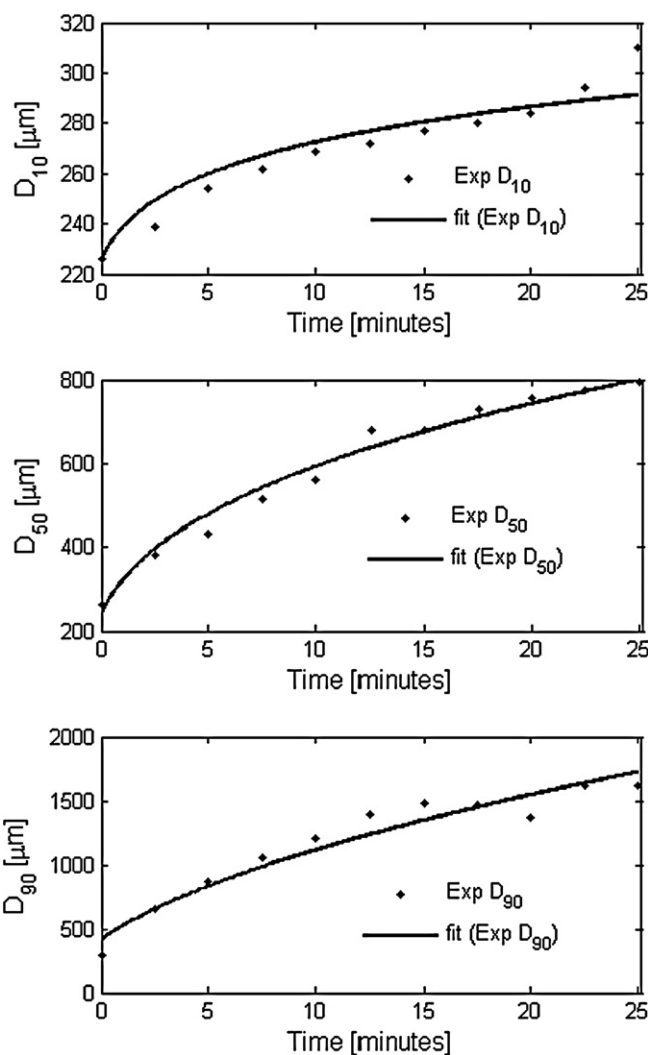 320
300
280
260
240
220
D10 [μm]
Exp D10
fit (Exp D10)
0 5 10 15 20 25
Time [minutes]
800
600
400
200
D50 [μm]
Exp D50
fit (Exp D50)
0 5 10 15 20 25
Time [minutes]
2000
1500
1000
500
0
D90 [μm]
Exp D90
fit (Exp D90)
0 5 10 15 20 25
Time [minutes]